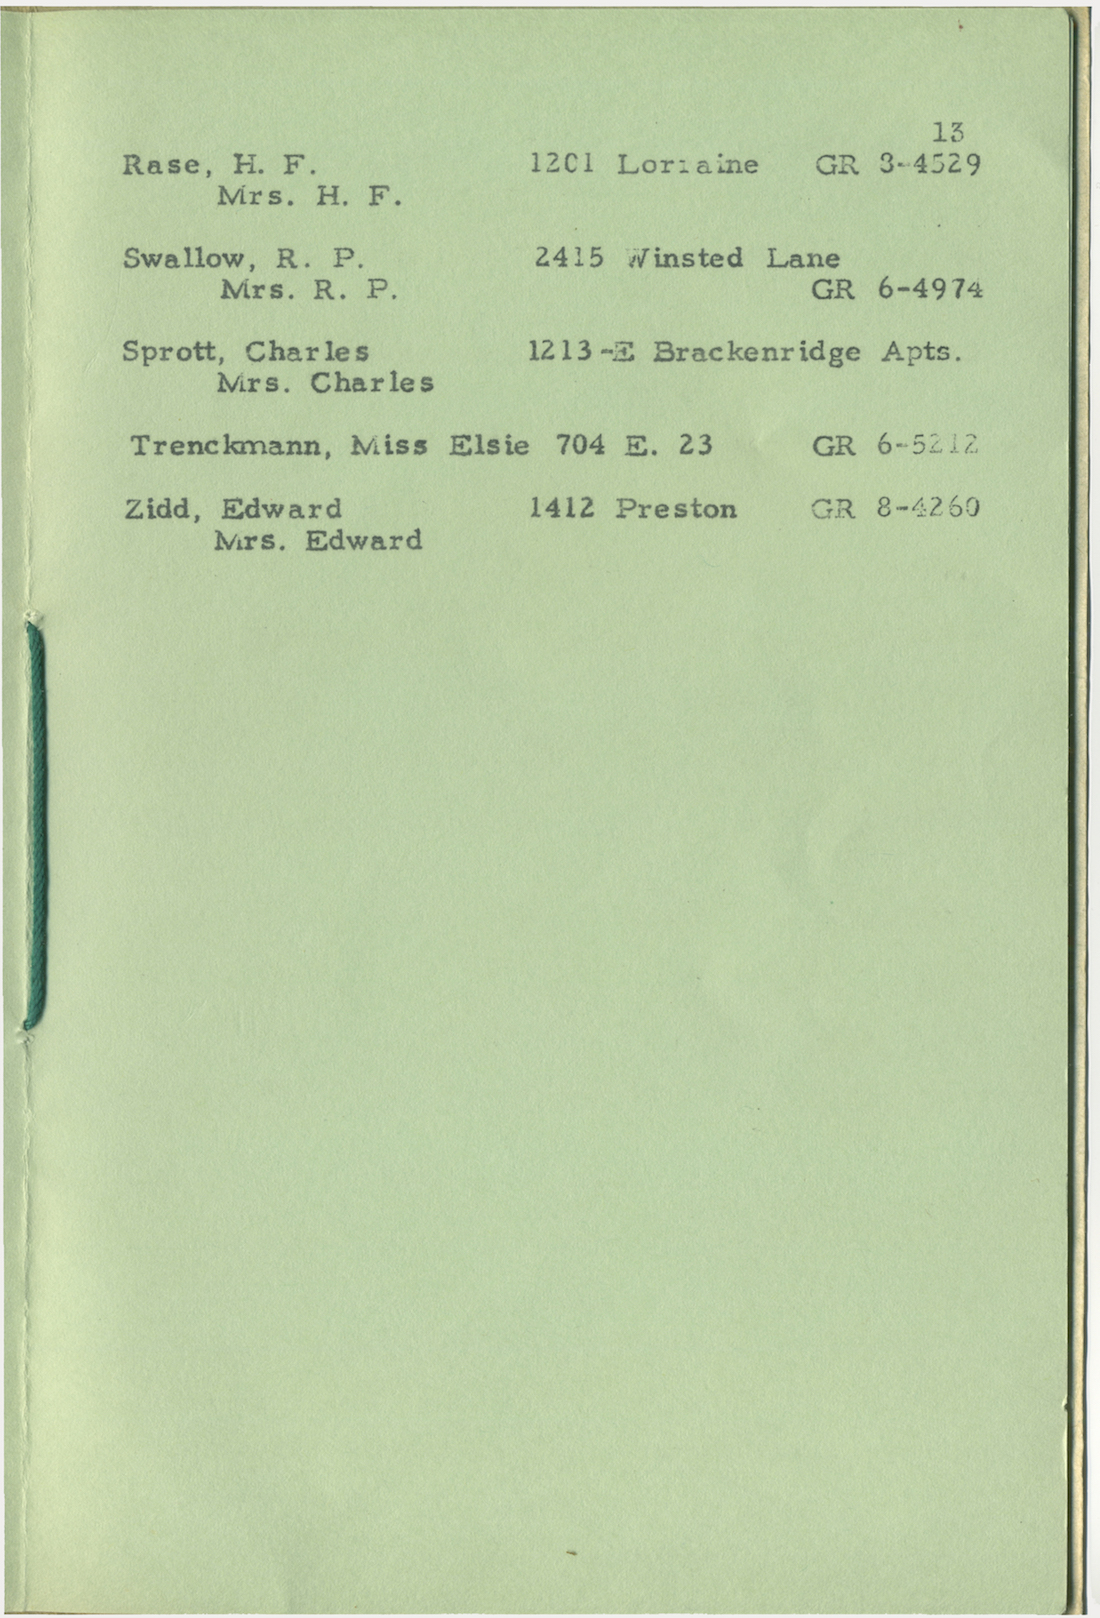 13
Rase, H. F. 1201 Lorraine GR 3-4529
Mrs. H. F.
Swallow, R. P. 2415 Winsted Lane
Mrs. R. P. GR 6-4974
Sprott, Charles 1213-E Brackenridge Apts.
Mrs. Charles
Trenckmann, Miss Elsie 704 E. 23 GR 6-5212
Zidd, Edward 1412 Preston GR 8-4260
Mrs. Edward